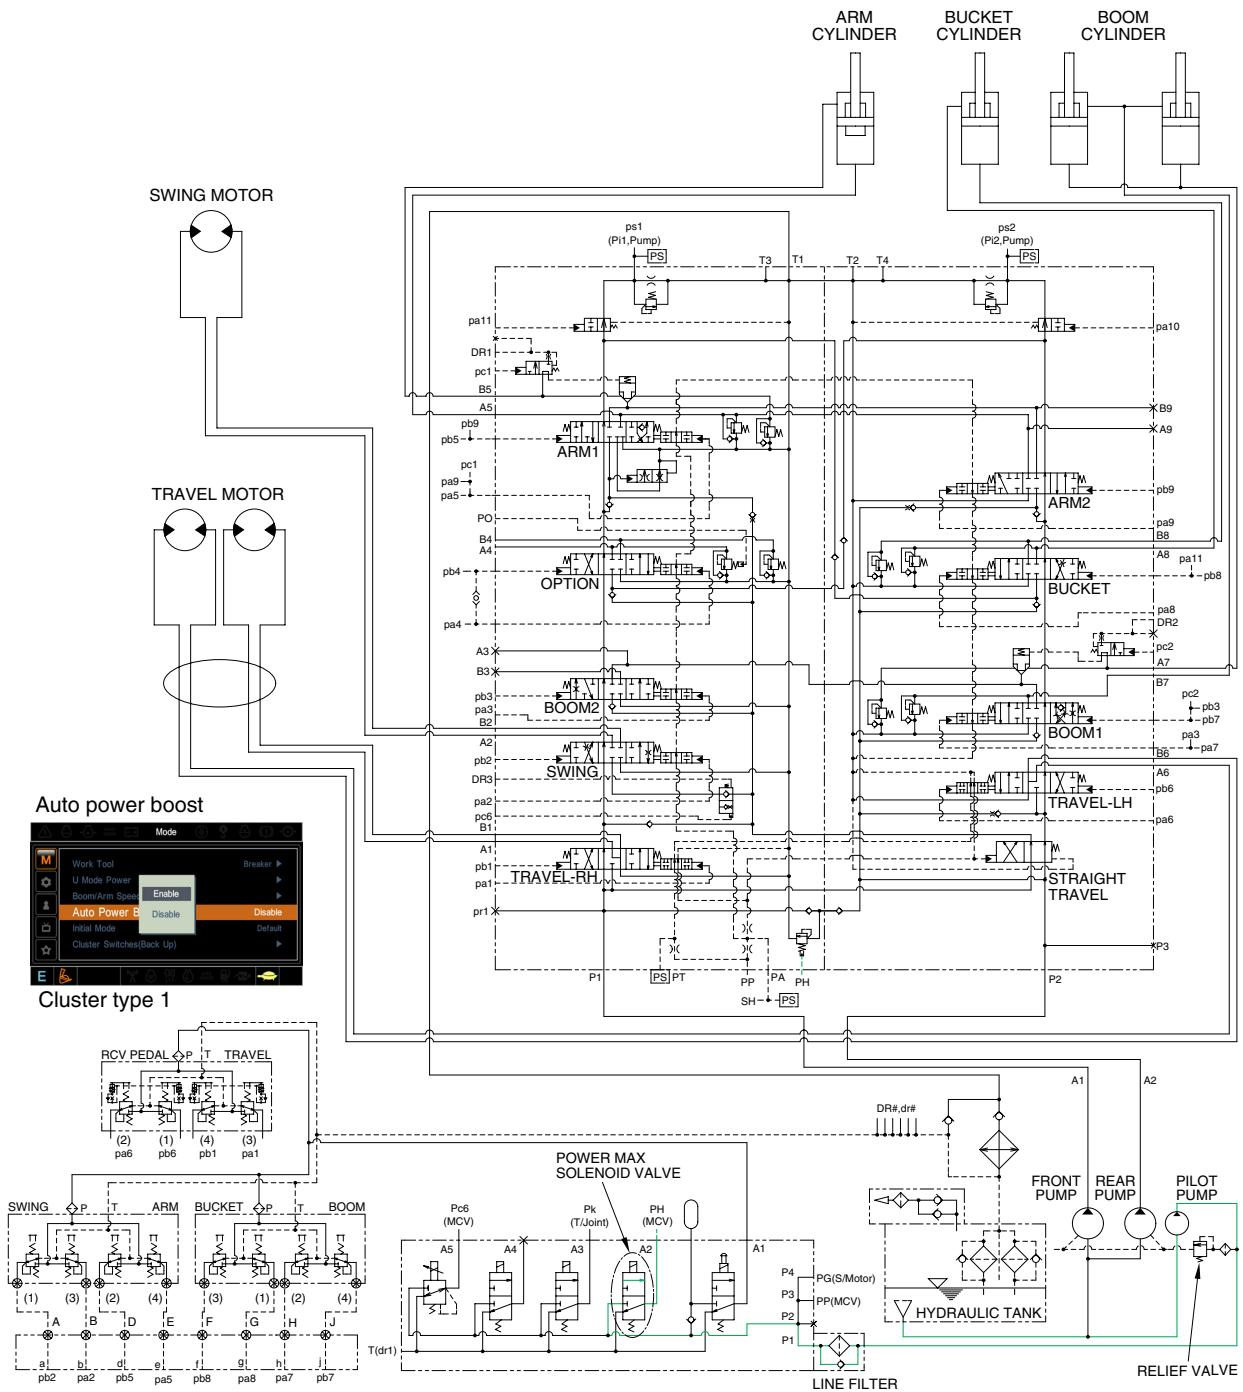 ARM
CYLINDER
BUCKET
CYLINDER
BOOM
CYLINDER
SWING MOTOR
ps1
(Pi1,Pump)
PS
ps2
(Pi2,Pump)
PS
T3
T1
T2
T4
pa11
pa10
DR1
pc1
B5
A5
B9
A9
pb9
pb5
ARM1
pc1
pa9
pa5
ARM2
pb9
TRAVEL MOTOR
PO
pa9
B4
A4
B8
A8
pb4
OPTION
BUCKET
pa11
pb8
pa4
pa8
DR2
A3
B3
pc2
A7
B7
pb3
pa3
B2
BOOM2
BOOM1
pc2
pb3
pb7
pa3
pa7
A2
pb2
SWING
B6
A6
DR3
TRAVEL-LH
pb6
pa2
pc6
pa6
B1
A1
pb1
TRAVEL-RH
pa1
STRAIGHT
TRAVEL
pr1
P3
P1
PS
PT
PP
PA
PH
P2
SH
PS
Auto power boost
Mode
M
Work Tool
Breaker
U Mode Power
Boom/Arm Speed
Enable
Auto Power B
Disable
Disable
Initial Mode
Default
Cluster Switches(Back Up)
E
Cluster type 1
RCV PEDAL
P
T
TRAVEL
(2)
(1)
(4)
(3)
pa6
pb6
pb1
pa1
A1
A2
DR#,dr#
POWER MAX
SOLENOID VALVE
FRONT
PUMP
REAR
PUMP
PILOT
PUMP
SWING
P
T
ARM
BUCKET
P
T
BOOM
Pc6
(MCV)
Pk
(T/Joint)
PH
(MCV)
A5
A4
A3
A2
A1
P4
PG(S/Motor)
P3
PP(MCV)
P2
P1
T(dr1)
(1)
(3)
(2)
(4)
(3)
(1)
(2)
(4)
A
B
D
E
F
G
H
J
a
b
d
e
f
g
h
j
pb2
pa2
pb5
pa5
pb8
pa8
pa7
pb7
HYDRAULIC TANK
RELIEF VALVE
LINE FILTER